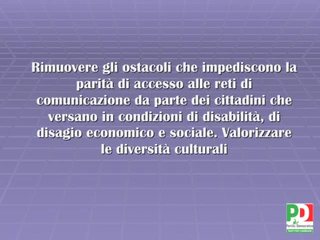 Rimuovere gli ostacoli che impediscono la
parità di accesso alle reti di
comunicazione da parte dei cittadini che
versano in condizioni di disabilità, di
disagio economico e sociale. Valorizzare
le diversità culturali
PD